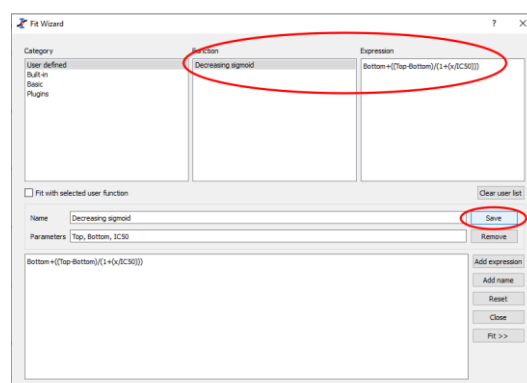 Fit Wizard ? X
Category Function Expression
User defined Decreasing sigmoid Bottom+((Top-Bottom)/(1+(x/IC50)))
Built-in
Basic
Plugins
Fit with selected user function Clear user list
Name Decreasing sigmoid Save
Parameters Top, Bottom, IC50 Remove
Bottom+((Top-Bottom)/(1+(x/IC50))) Add expression
Add name
Reset
Close
Fit >>